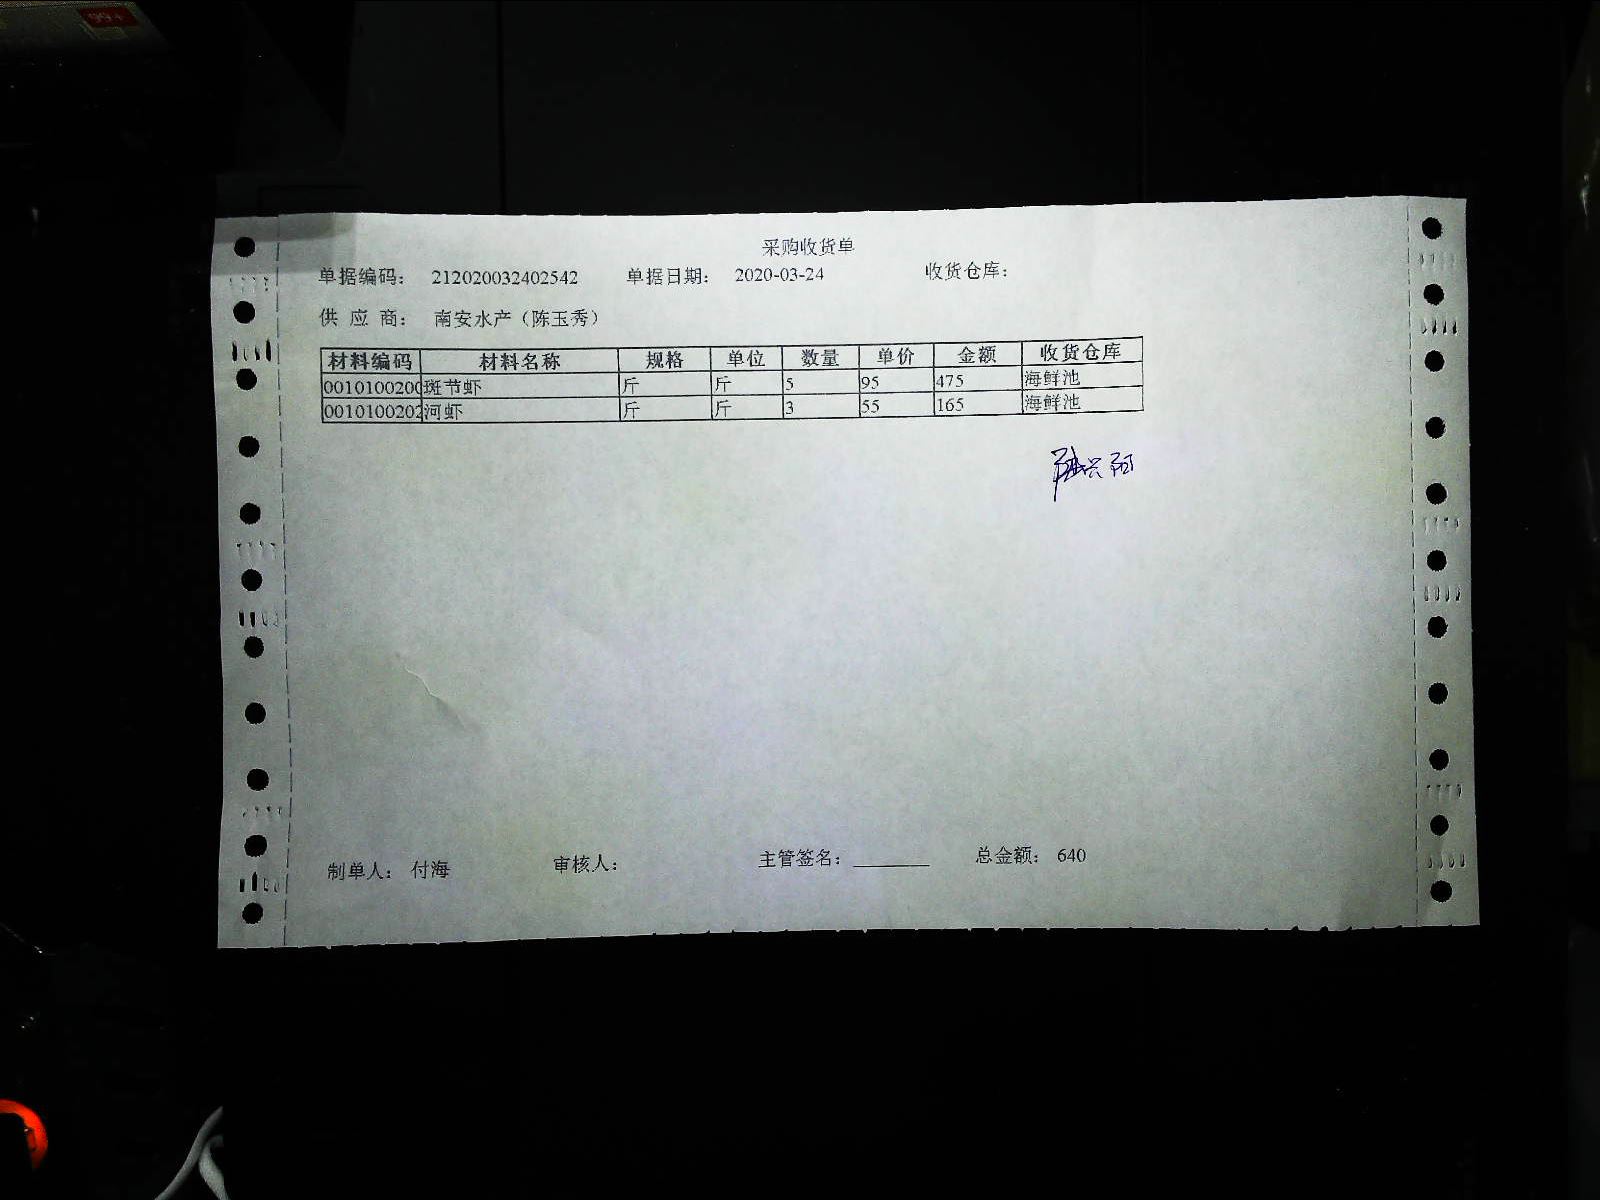 99+
采购收货单
单据编码： 212020032402542 单据日期： 2020-03-24 收货仓库：
供 应 商： 南安水产（陈玉秀）
材料编码 材料名称 规格 单位 数量 单价 金额 收货仓库
0010100200 斑节虾 斤 斤 5 95 475 海鲜池
0010100202 河虾 斤 斤 3 55 165 海鲜池
制单人： 付海 审核人： 主管签名： ________ 总金额： 640